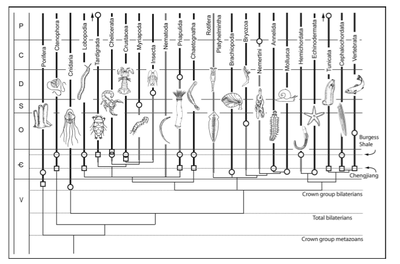 P
C
D
S
O
Є
V
Porifera
Ctenophora
Cnidaria
Lobopodia
Tardigrada
Chelicerata
Crustacea
Myriapoda
Insecta
Nematoda
Priapulida
Chaetognatha
Rotifera
Platyhelminthe
Brachiopoda
Bryozoa
Nemertini
Annelida
Mollusca
Hemichordata
Echinodermata
Tunicata
Cephalochordata
Vertebrata
Burgess
Shale
Chengjiang
Crown group bilaterians
Total bilaterians
Crown group metazoans